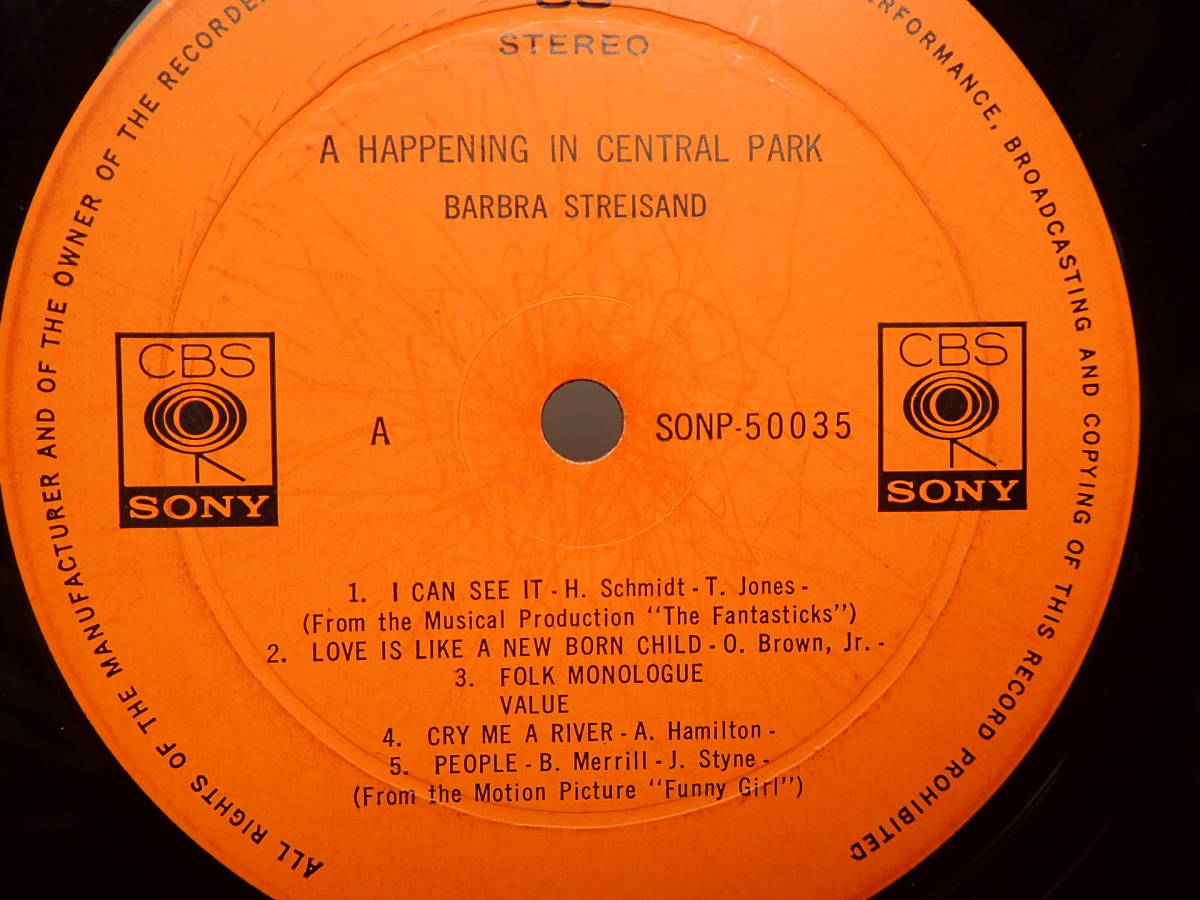 STEREO
A HAPPENING IN CENTRAL PARK
BARBRA STREISAND
CBS
SONY
A
SONP-50035
CBS
SONY
1. I CAN SEE IT - H. Schmidt - T. Jones -
(From the Musical Production “The Fantasticks”)
2. LOVE IS LIKE A NEW BORN CHILD - O. Brown, Jr. -
3. FOLK MONOLOGUE
VALUE
4. CRY ME A RIVER - A. Hamilton -
5. PEOPLE - B. Merrill - J. Styne -
(From the Motion Picture “Funny Girl”)
ALL RIGHTS OF THE MANUFACTURER AND OF THE OWNER OF THE RECORDED
PERFORMANCE, BROADCASTING AND COPYING OF THIS RECORD PROHIBITED